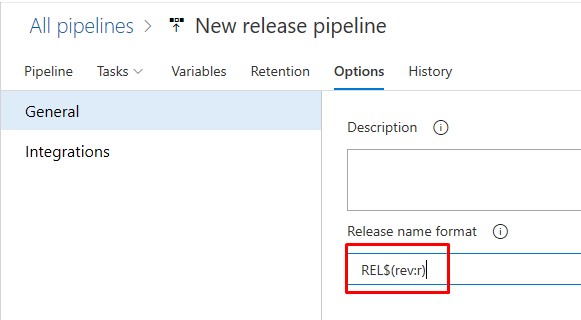 All pipelines > New release pipeline
Pipeline Tasks Variables Retention Options History
General
Integrations
Description
Release name format
REL$(rev:r)